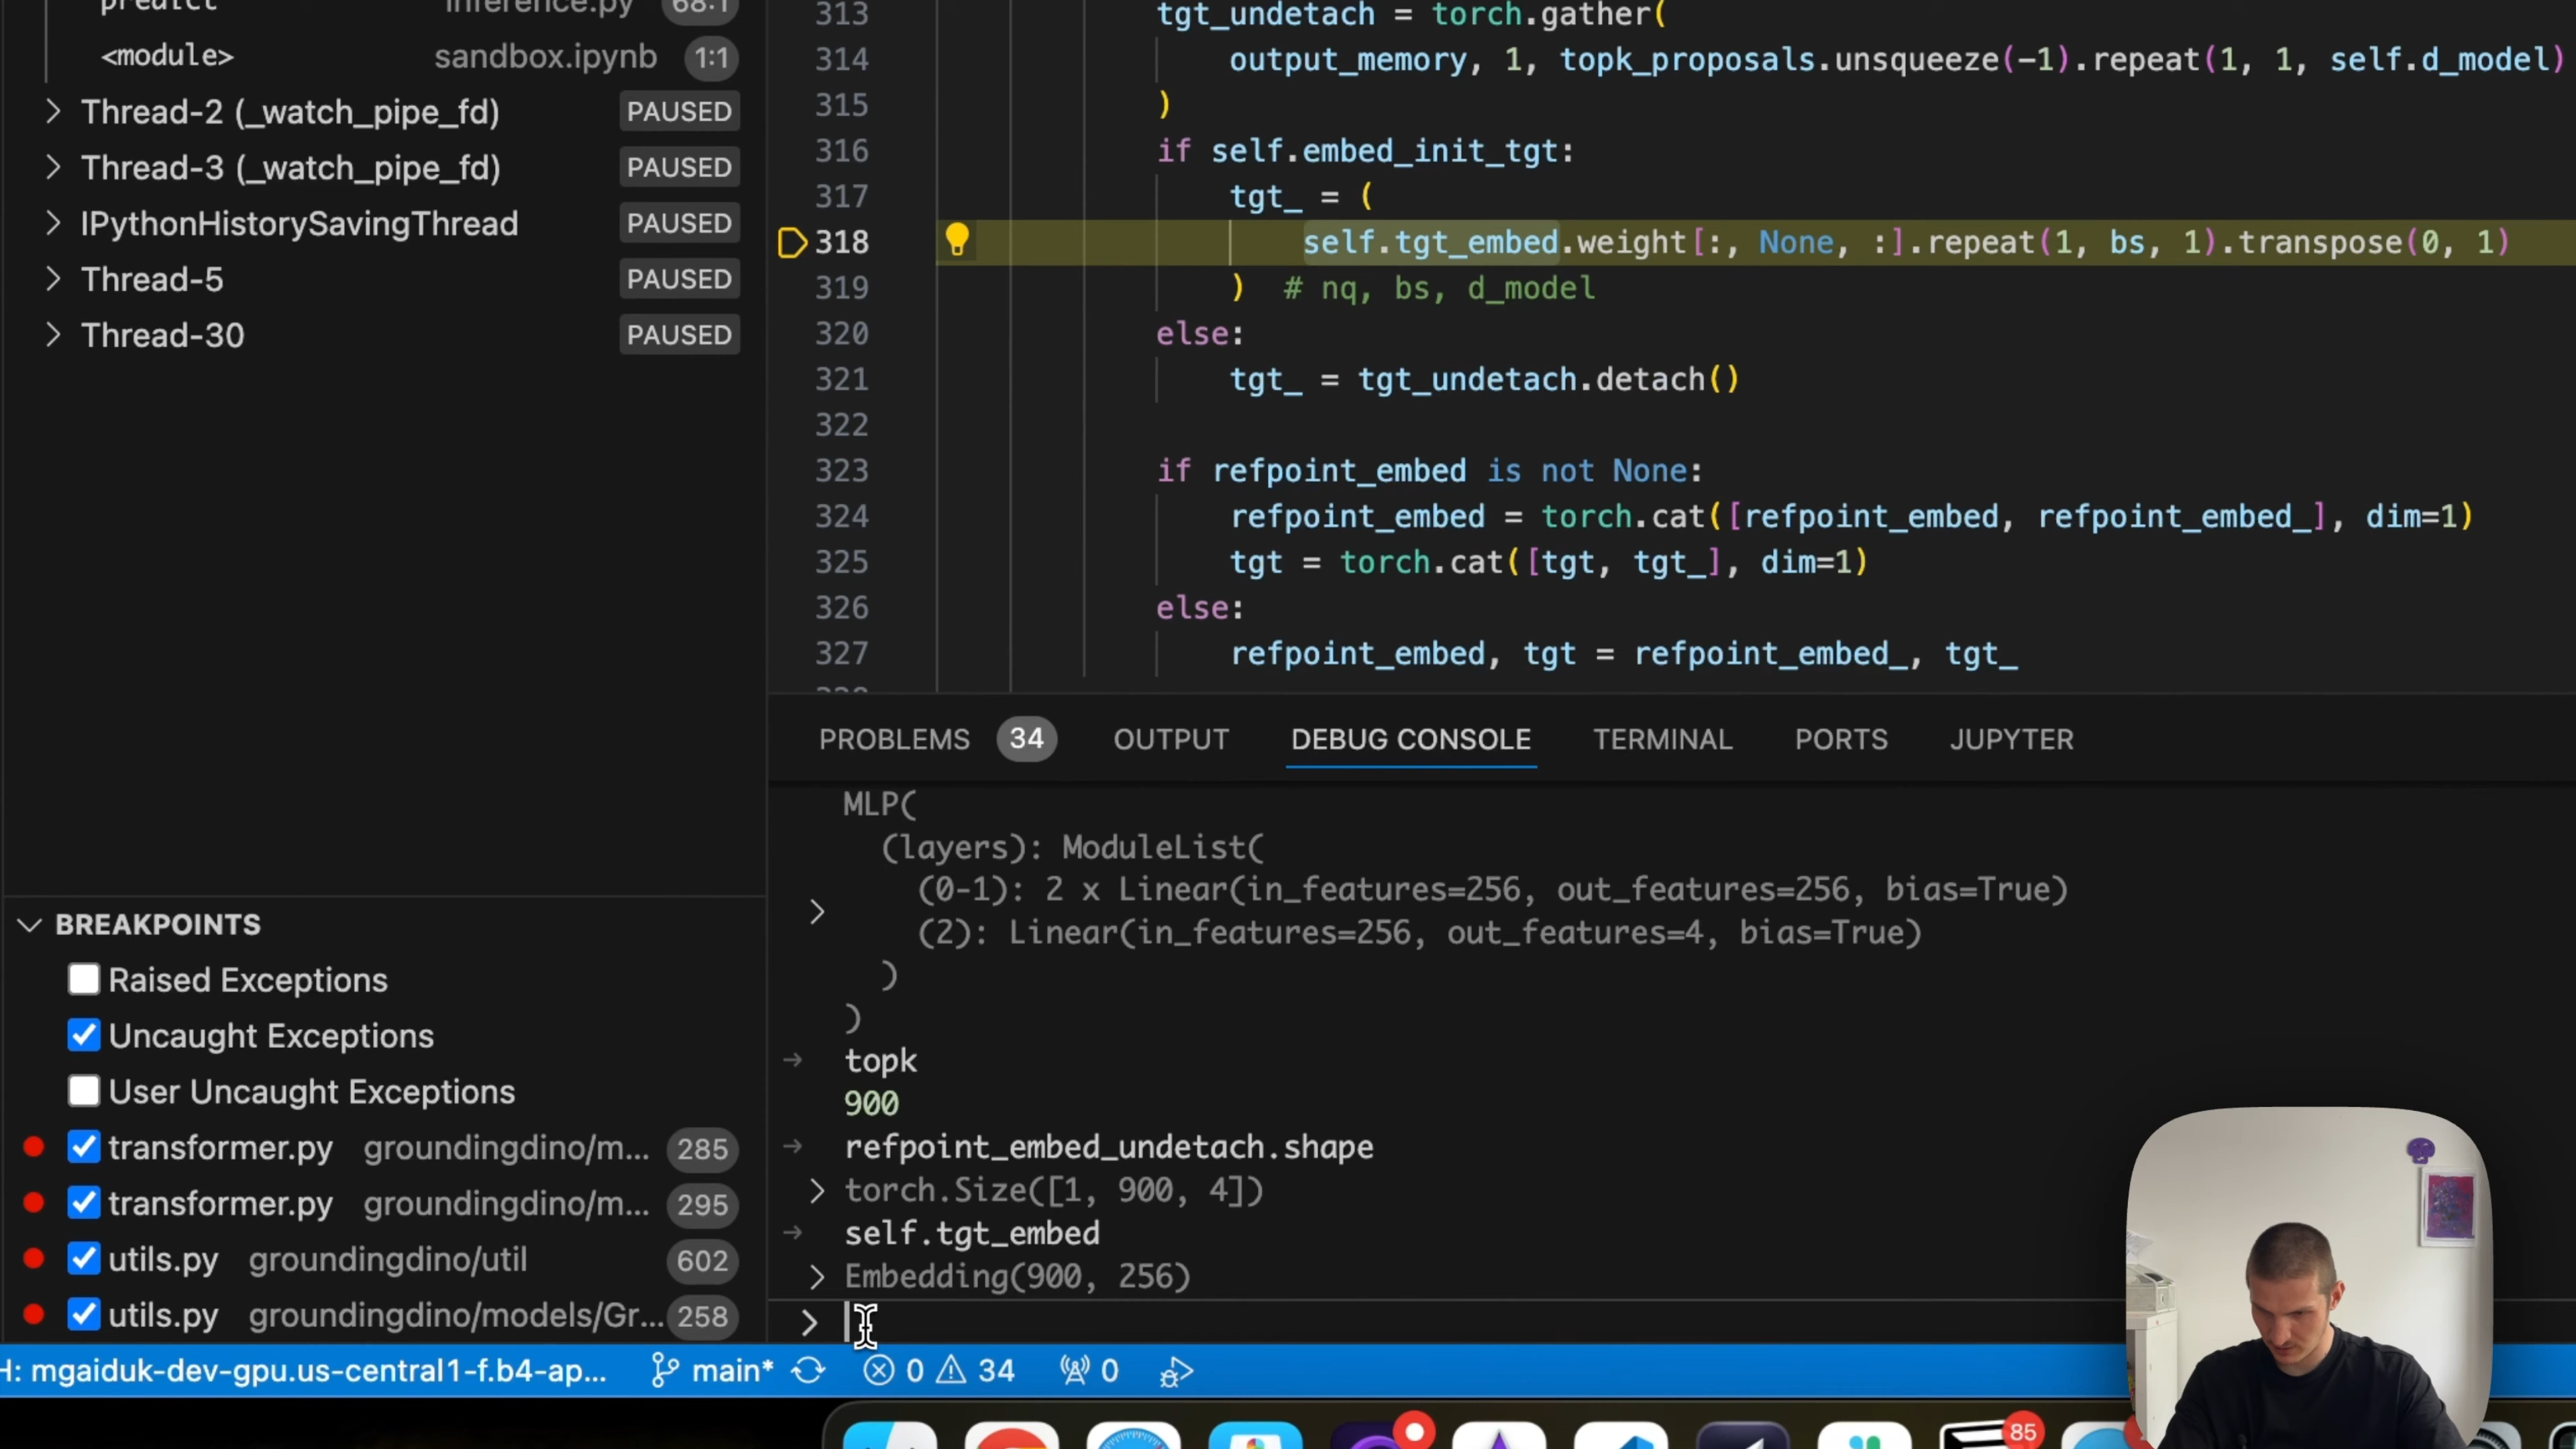 predict inference.py 68:1
<module> sandbox.ipynb 1:1
Thread-2 (_watch_pipe_fd) PAUSED
Thread-3 (_watch_pipe_fd) PAUSED
IPythonHistorySavingThread PAUSED
Thread-5 PAUSED
Thread-30 PAUSED
BREAKPOINTS
Raised Exceptions
Uncaught Exceptions
User Uncaught Exceptions
transformer.py groundingdino/m... 285
transformer.py groundingdino/m... 295
utils.py groundingdino/util 602
utils.py groundingdino/models/Gr... 258
313 tgt_undetach = torch.gather(
314 output_memory, 1, topk_proposals.unsqueeze(-1).repeat(1, 1, self.d_model)
315 )
316 if self.embed_init_tgt:
317 tgt_ = (
318 self.tgt_embed.weight[:, None, :].repeat(1, bs, 1).transpose(0, 1)
319 ) # nq, bs, d_model
320 else:
321 tgt_ = tgt_undetach.detach()
322
323 if refpoint_embed is not None:
324 refpoint_embed = torch.cat([refpoint_embed, refpoint_embed_], dim=1)
325 tgt = torch.cat([tgt, tgt_], dim=1)
326 else:
327 refpoint_embed, tgt = refpoint_embed_, tgt_
PROBLEMS 34 OUTPUT DEBUG CONSOLE TERMINAL PORTS JUPYTER
MLP(
(layers): ModuleList(
(0-1): 2 x Linear(in_features=256, out_features=256, bias=True)
(2): Linear(in_features=256, out_features=4, bias=True)
)
)
topk
900
refpoint_embed_undetach.shape
torch.Size([1, 900, 4])
self.tgt_embed
Embedding(900, 256)
H: mgaiduk-dev-gpu.us-central1-f.b4-ap... main* 0 34 0
85